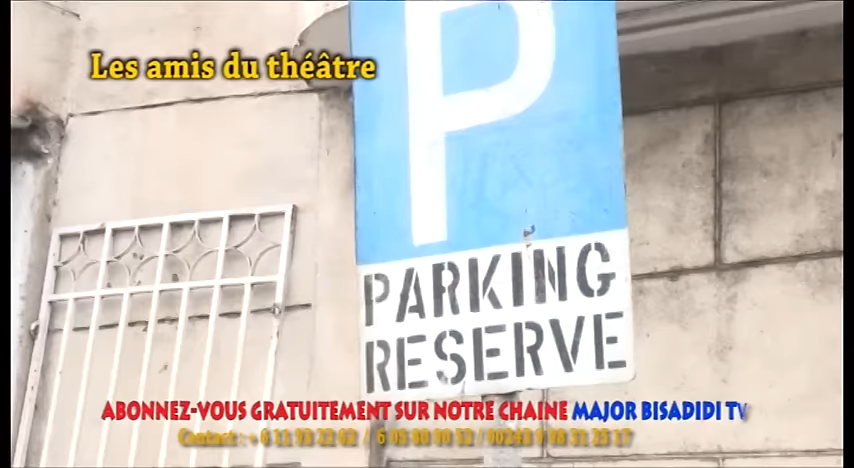 Les amis du théâtre
P
PARKING
RESERVE
ABONNEZ-VOUS GRATUITEMENT SUR NOTRE CHAINE MAJOR BISADIDI TV
Contact :